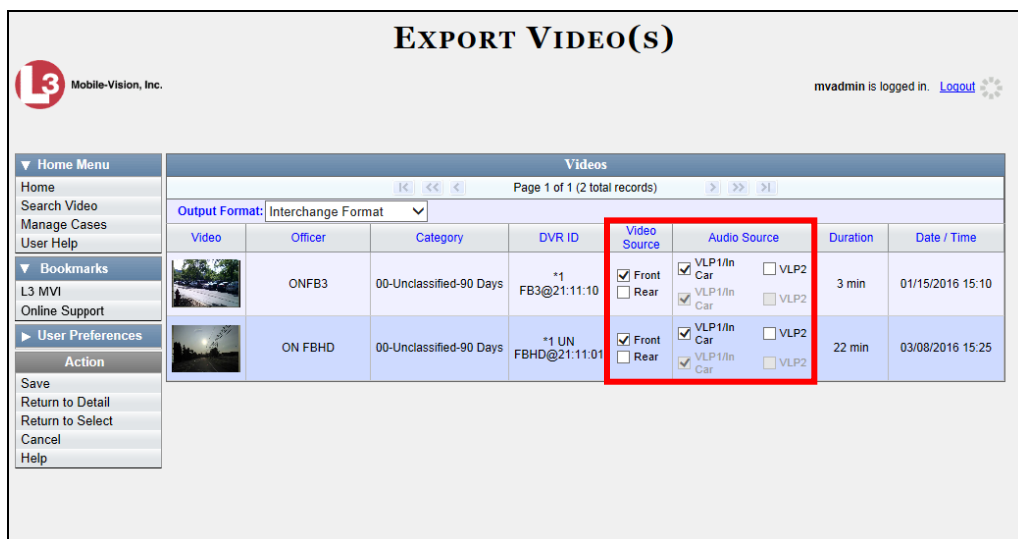 EXPORT VIDEO(S)
L3 Mobile-Vision, Inc.
mvadmin is logged in. Logout
▼ Home Menu
Home
Search Video
Manage Cases
User Help
▼ Bookmarks
L3 MVI
Online Support
▶ User Preferences
Action
Save
Return to Detail
Return to Select
Cancel
Help
Videos
Page 1 of 1 (2 total records)
Output Format: Interchange Format
Video Officer Category DVR ID Video Source Audio Source Duration Date / Time
ONFB3 00-Unclassified-90 Days *1 FB3@21:11:10 Front Rear VLP1/In Car VLP2 VLP1/In Car VLP2 3 min 01/15/2016 15:10
ON FBHD 00-Unclassified-90 Days *1 UN FBHD@21:11:01 Front Rear VLP1/In Car VLP2 VLP1/In Car VLP2 22 min 03/08/2016 15:25